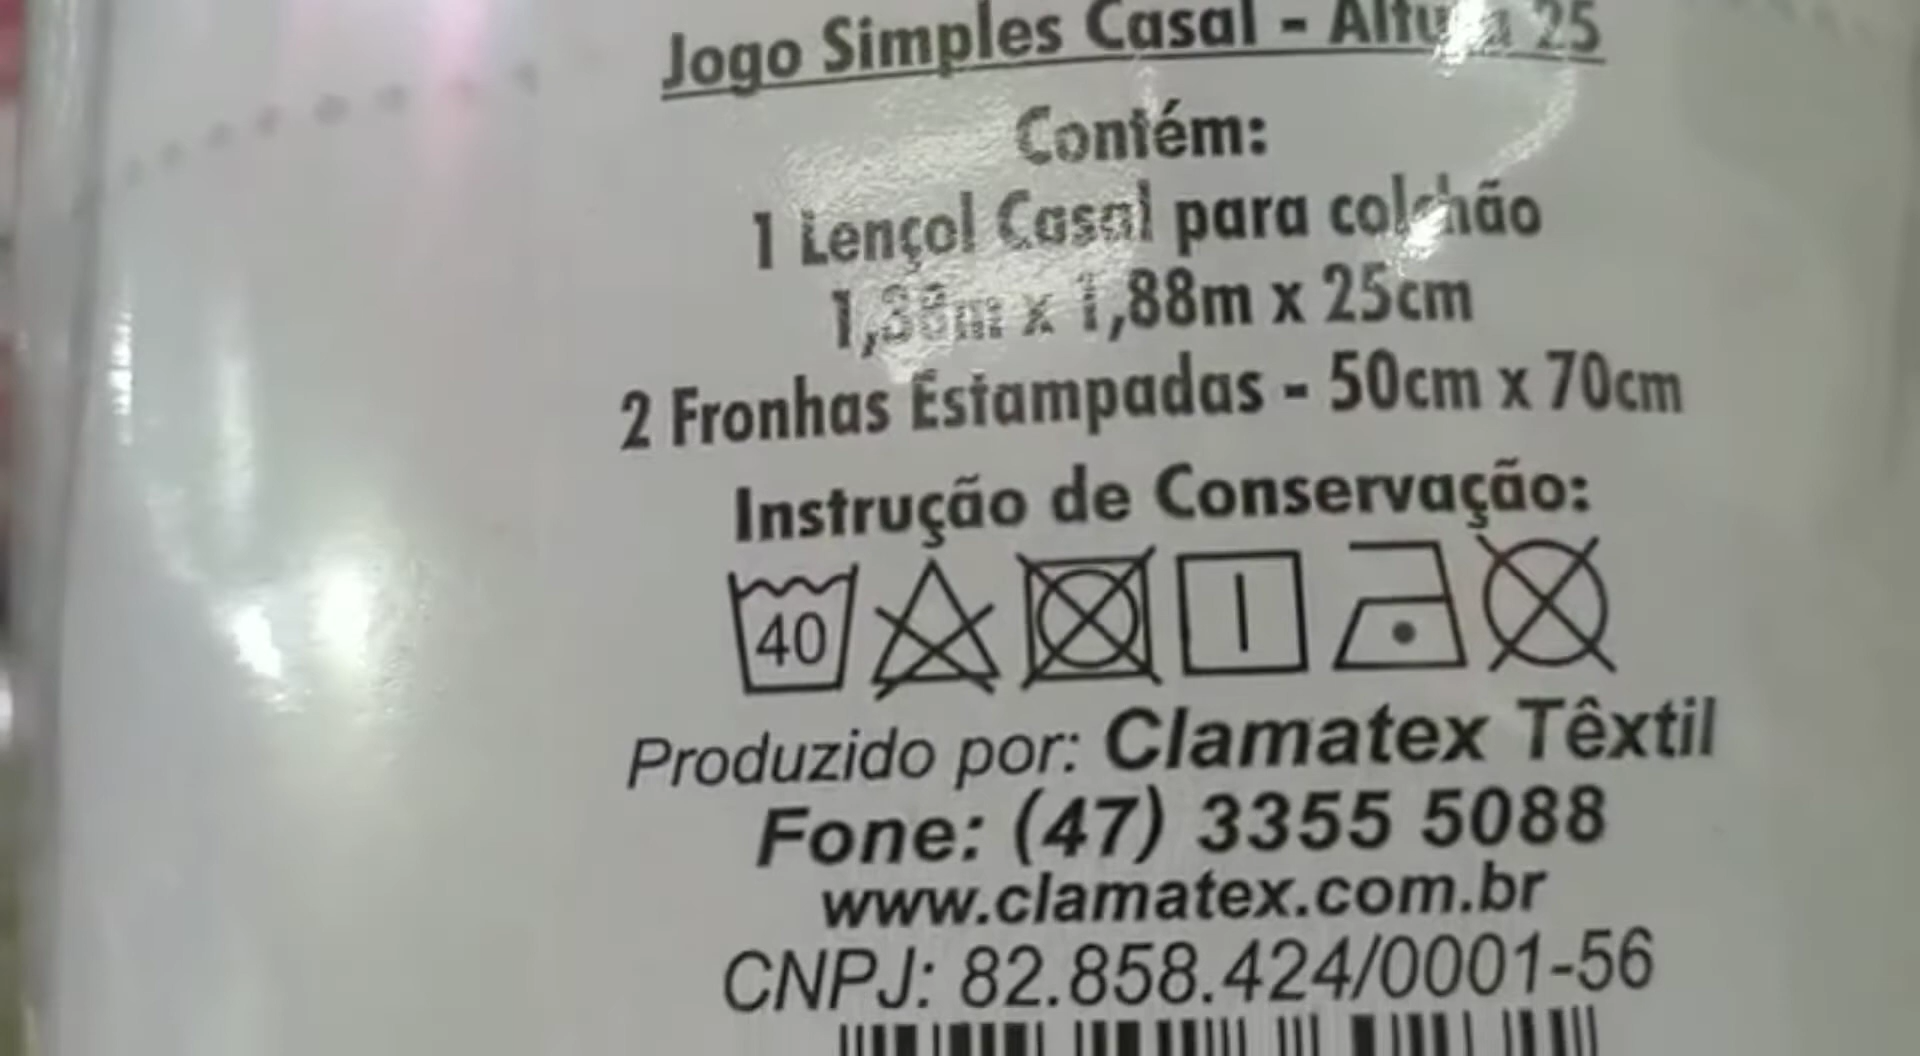 Jogo Simples Casal - Altura 25
Contém:
1 Lençol Casal para colchão
1,38m x 1,88m x 25cm
2 Fronhas Estampadas - 50cm x 70cm
Instrução de Conservação:
40
Produzido por: Clamatex Têxtil
Fone: (47) 3355 5088
www.clamatex.com.br
CNPJ: 82.858.424/0001-56